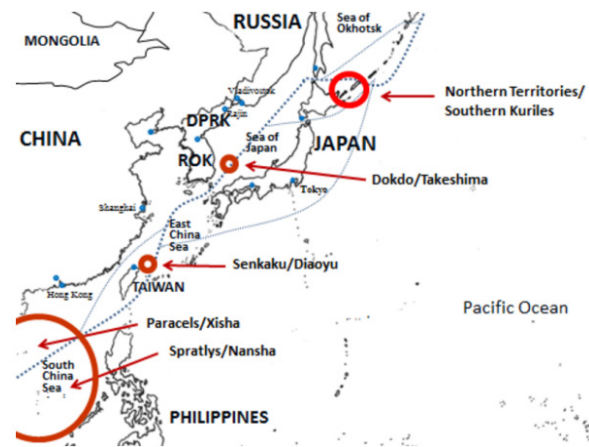 RUSSIA
Sea of
Okhotsk
MONGOLIA
Northern Territories/
Southern Kuriles
Vladivostok
Rajin
DPRK
CHINA
Sea of
Japan
JAPAN
ROK
Dokdo/Takeshima
Tokyo
Shanghai
East
China
Sea
Senkaku/Diaoyu
TAIWAN
Hong Kong
Pacific Ocean
Paracels/Xisha
Spratlys/Nansha
South
China
Sea
PHILIPPINES